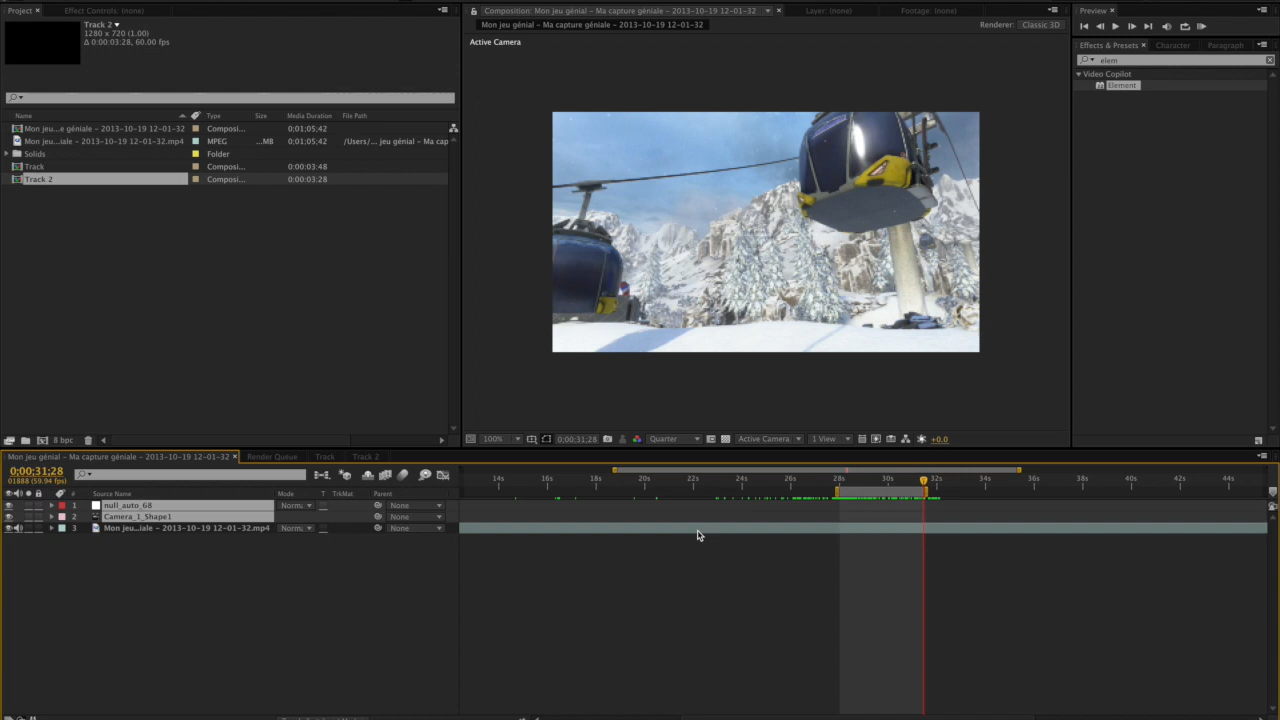 Project
Effect Controls: (none)
Track 2
1280 x 720 (1.00)
Δ 0:00:03:28, 60.00 fps
Name
Type
Size
Media Duration
File Path
Mon jeu...e géniale – 2013-10-19 12-01-32
Composi...
0;01;05;42
Mon jeu...iale – 2013-10-19 12-01-32.mp4
MPEG
...MB
0;01;05;42
/Users/... jeu génial – Ma cap
Solids
Folder
Track
Composi...
0:00:03:48
Track 2
Composi...
0:00:03:28
8 bpc
Composition: Mon jeu génial – Ma capture géniale – 2013-10-19 12-01-32
Layer: (none)
Footage: (none)
Mon jeu génial – Ma capture géniale – 2013-10-19 12-01-32
Renderer:
Classic 3D
Active Camera
100%
0;00;31;28
Quarter
Active Camera
1 View
+0.0
Preview
Effects & Presets
Character
Paragraph
elem
Video Copilot
Element
Mon jeu génial – Ma capture géniale – 2013-10-19 12-01-32
Render Queue
Track
Track 2
0;00;31;28
01888 (59.94 fps)
14s
16s
18s
20s
22s
24s
26s
28s
30s
32s
34s
36s
38s
40s
42s
44s
#
Source Name
Mode
T
TrkMat
Parent
1
null_auto_68
Norm...
None
2
Camera_1_Shape1
None
3
Mon jeu...iale – 2013-10-19 12-01-32.mp4
Norm...
None